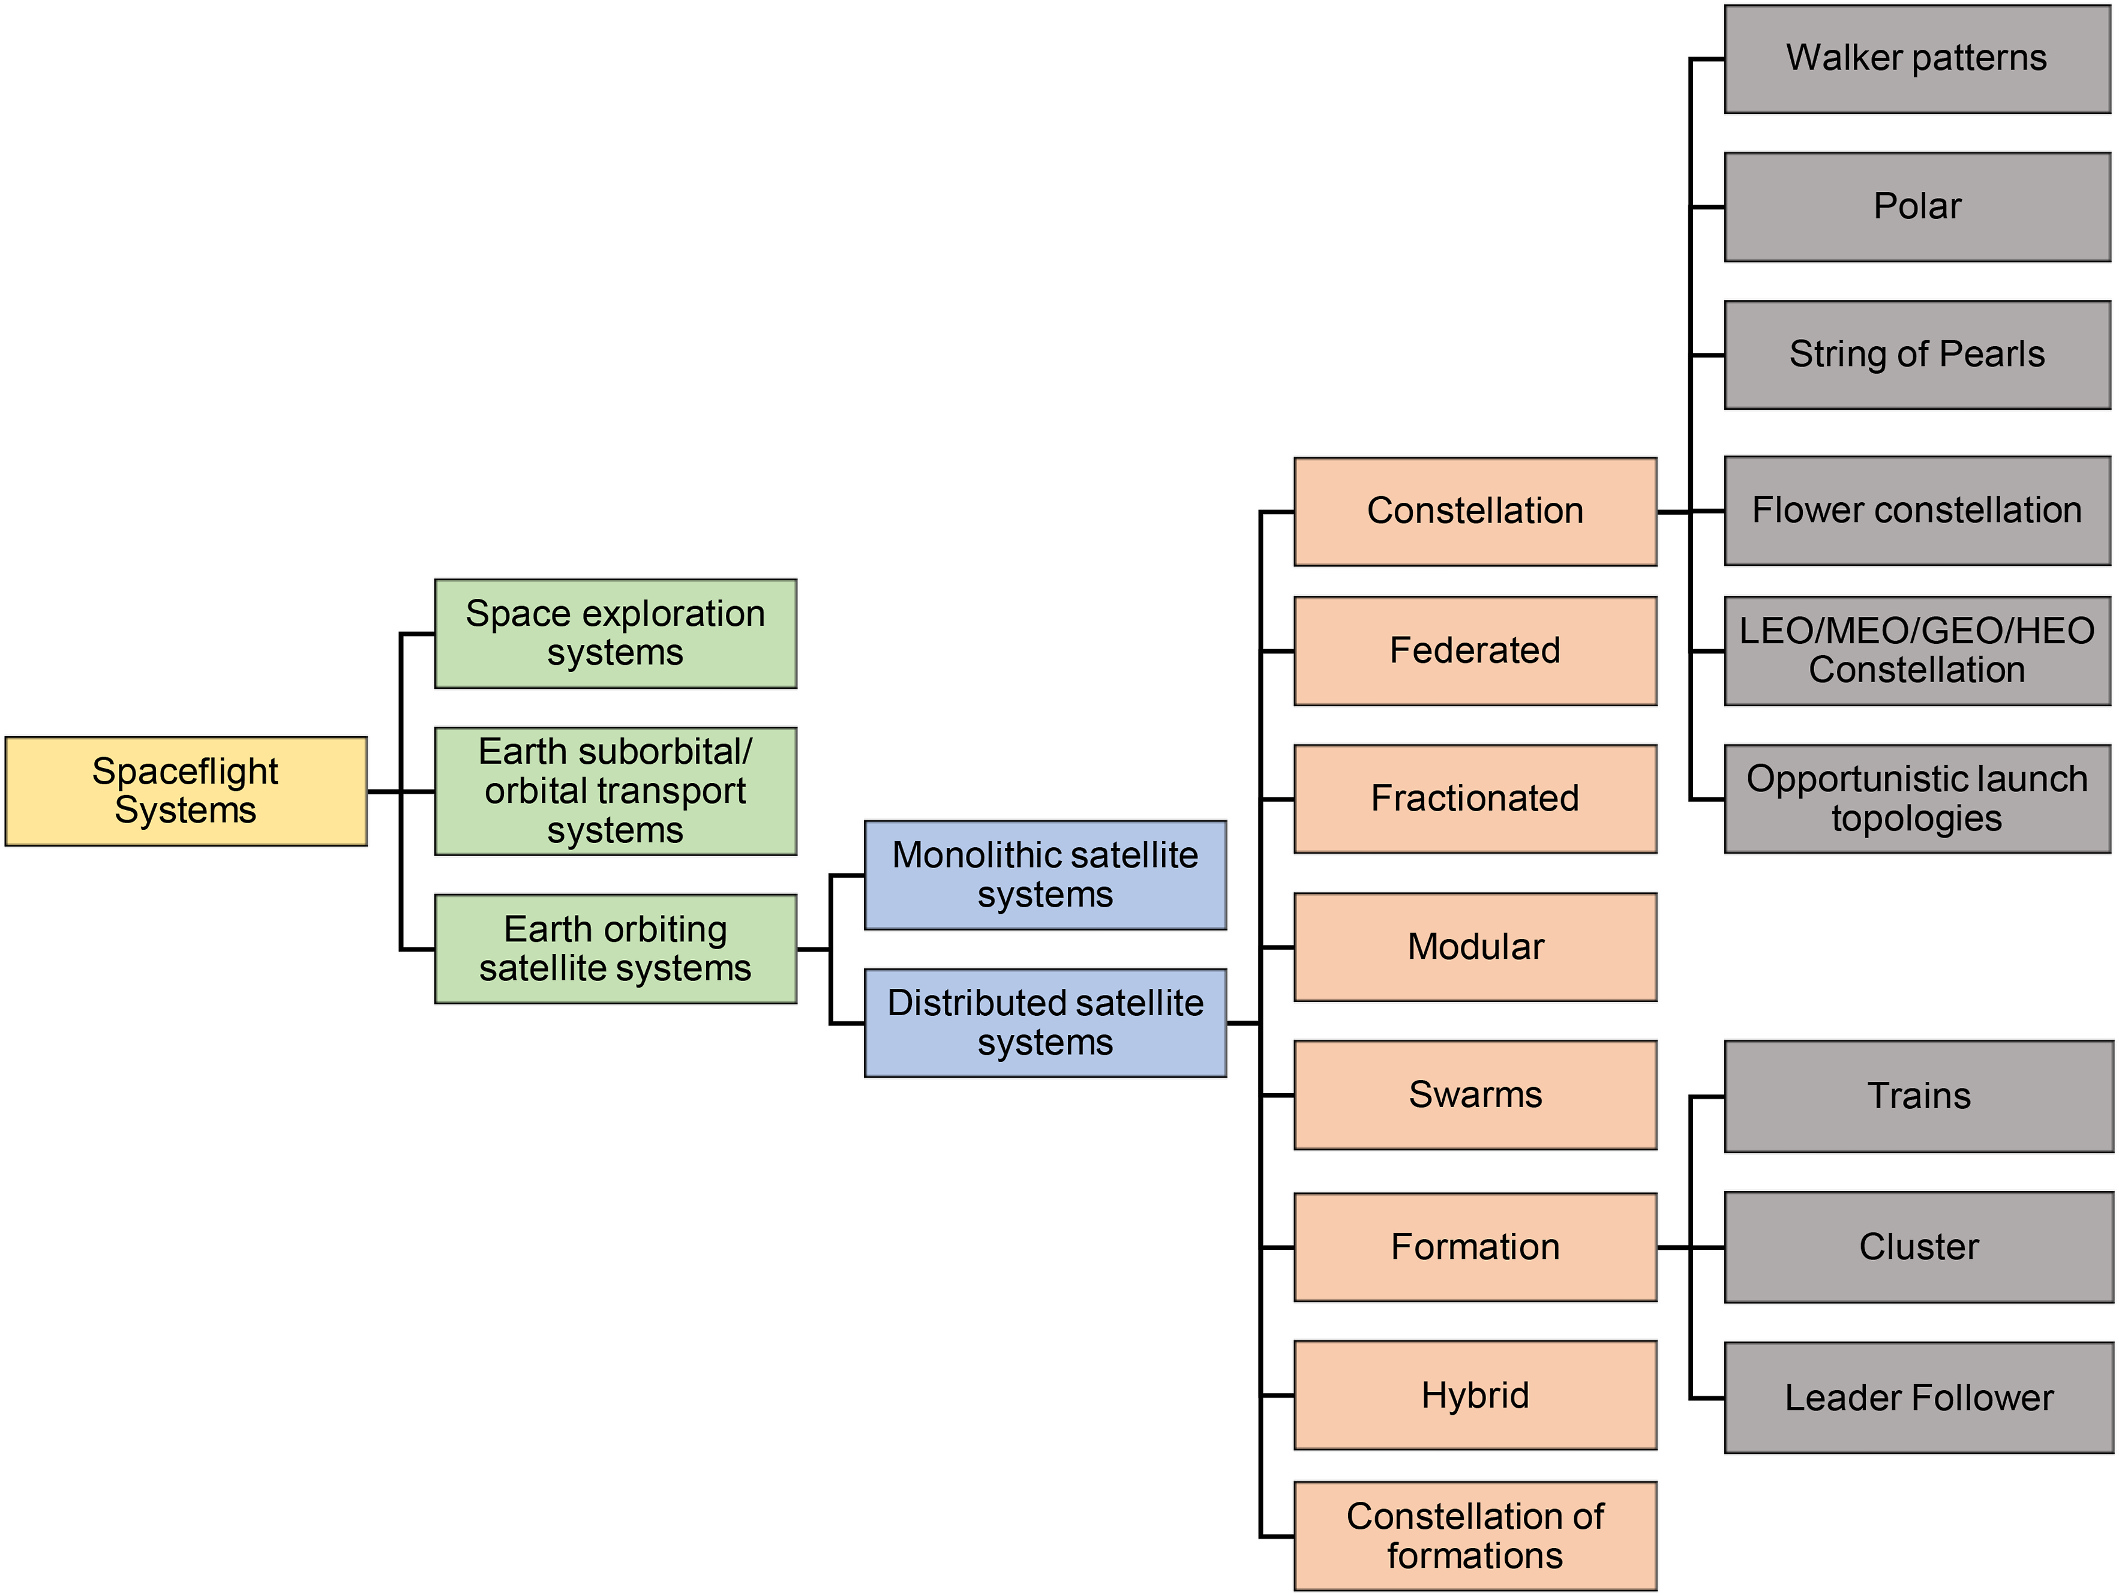 Spaceflight
Systems
Space exploration
systems
Earth suborbital/
orbital transport
systems
Earth orbiting
satellite systems
Monolithic satellite
systems
Distributed satellite
systems
Constellation
Federated
Fractionated
Modular
Swarms
Formation
Hybrid
Constellation of
formations
Walker patterns
Polar
String of Pearls
Flower constellation
LEO/MEO/GEO/HEO
Constellation
Opportunistic launch
topologies
Trains
Cluster
Leader Follower